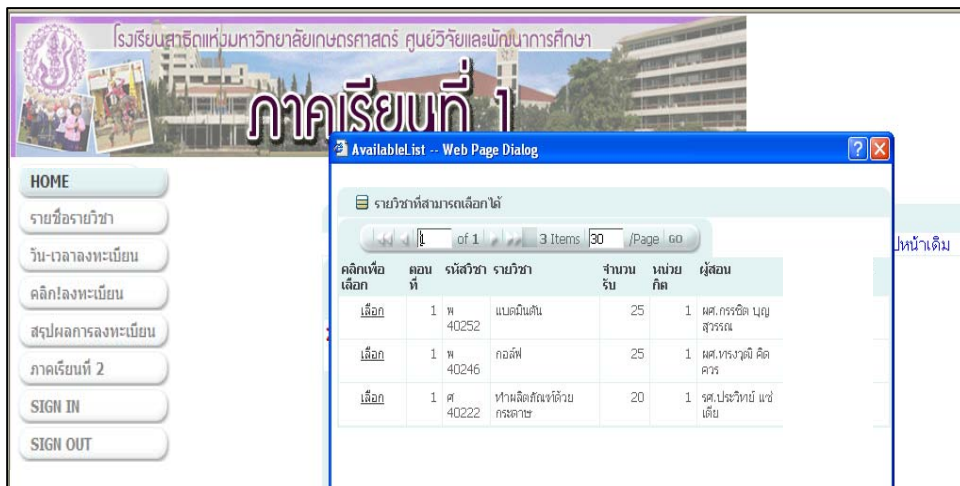 โรงเรียนสาธิตแห่งมหาวิทยาลัยเกษตรศาสตร์ ศูนย์วิจัยและพัฒนาการศึกษา
ภาคเรียนที่ 1
HOME
รายชื่อรายวิชา
วัน-เวลาลงทะเบียน
คลิก!ลงทะเบียน
สรุปผลการลงทะเบียน
ภาคเรียนที่ 2
SIGN IN
SIGN OUT
AvailableList -- Web Page Dialog
รายวิชาที่สามารถเลือกได้
1 of 1 3 Items 30 /Page GO
คลิกเพื่อ ตอน รหัสวิชา รายวิชา จำนวน หน่วย ผู้สอน
เลือก ที่ รับ กิต
เลือก 1 พ แบดมินตัน 25 1 ผศ.กรรชิต บุญ
40252 สุวรรณ
เลือก 1 พ กอล์ฟ 25 1 ผศ.ทรงวุฒิ คิด
40246 ควร
เลือก 1 ศ ทำผลิตภัณฑ์ด้วย 20 1 รศ.ประวิทย์ แซ่
40222 กระดาษ เตีย
หน้าเดิม